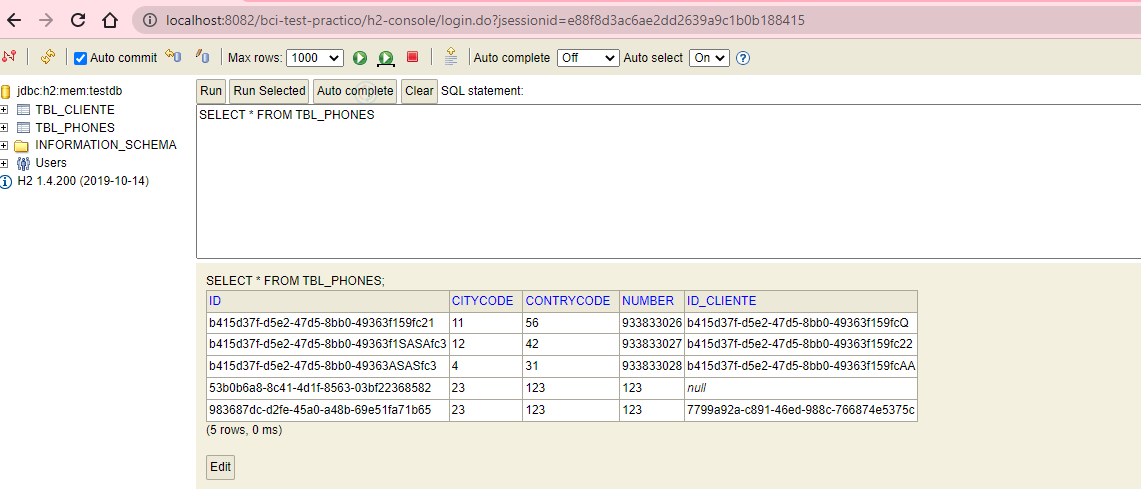 localhost:8082/bci-test-practico/h2-console/login.do?jsessionid=e88f8d3ac6ae2dd2639a9c1b0b188415
Auto commit Max rows: 1000 Auto complete Off Auto select On ?
jdbc:h2:mem:testdb
TBL_CLIENTE
TBL_PHONES
INFORMATION_SCHEMA
Users
H2 1.4.200 (2019-10-14)
Run Run Selected Auto complete Clear SQL statement:
SELECT * FROM TBL_PHONES
SELECT * FROM TBL_PHONES;
ID CITYCODE CONTRYCODE NUMBER ID_CLIENTE
b415d37f-d5e2-47d5-8bb0-49363f159fc21 11 56 933833026 b415d37f-d5e2-47d5-8bb0-49363f159fcQ
b415d37f-d5e2-47d5-8bb0-49363f1SASAfc3 12 42 933833027 b415d37f-d5e2-47d5-8bb0-49363f159fc22
b415d37f-d5e2-47d5-8bb0-49363ASASfc3 4 31 933833028 b415d37f-d5e2-47d5-8bb0-49363f159fcAA
53b0b6a8-8c41-4d1f-8563-03bf22368582 23 123 123 null
983687dc-d2fe-45a0-a48b-69e51fa71b65 23 123 123 7799a92a-c891-46ed-988c-766874e5375c
(5 rows, 0 ms)
Edit